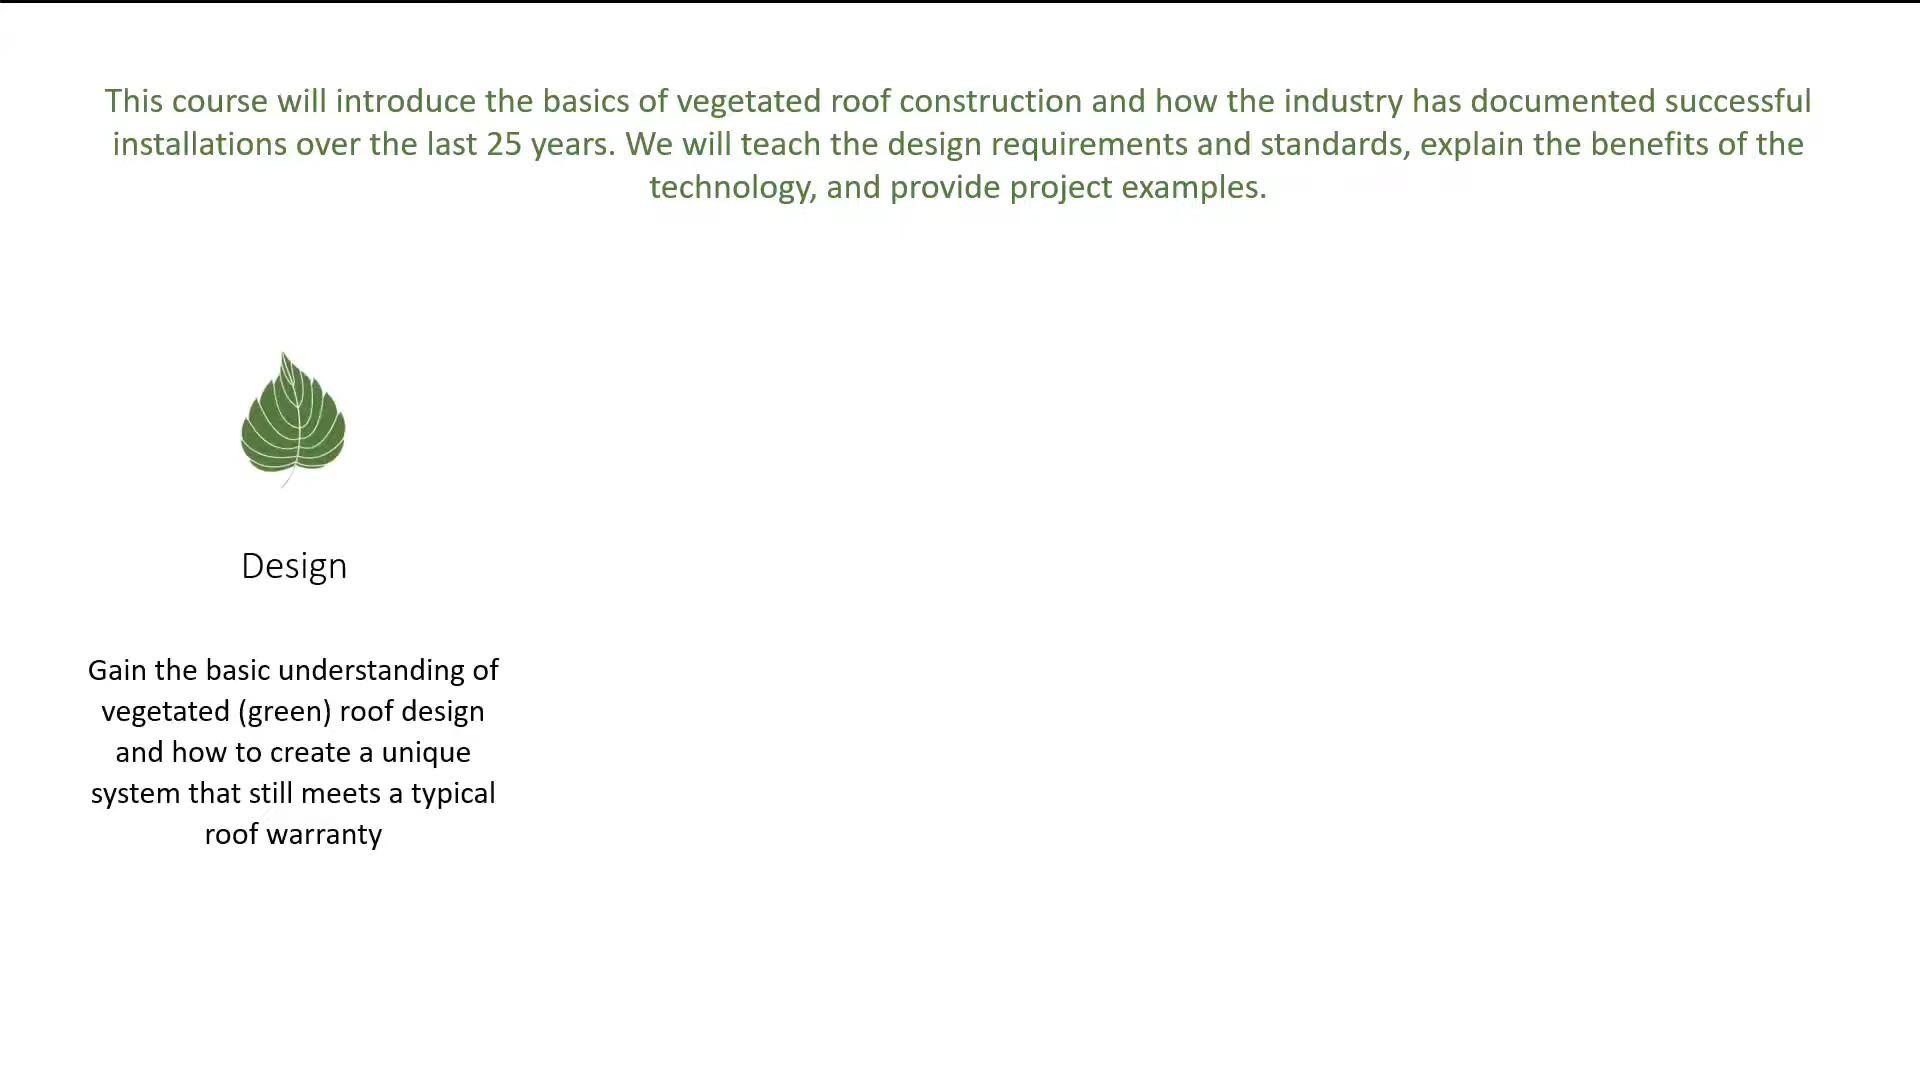 This course will introduce the basics of vegetated roof construction and how the industry has documented successful
installations over the last 25 years. We will teach the design requirements and standards, explain the benefits of the
technology, and provide project examples.
Design
Gain the basic understanding of
vegetated (green) roof design
and how to create a unique
system that still meets a typical
roof warranty